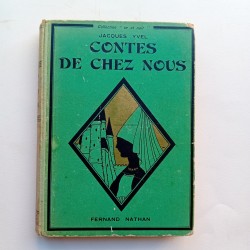 JACQUES YVEL
CONTES
DE CHEZ NOUS
FERNAND NATHAN